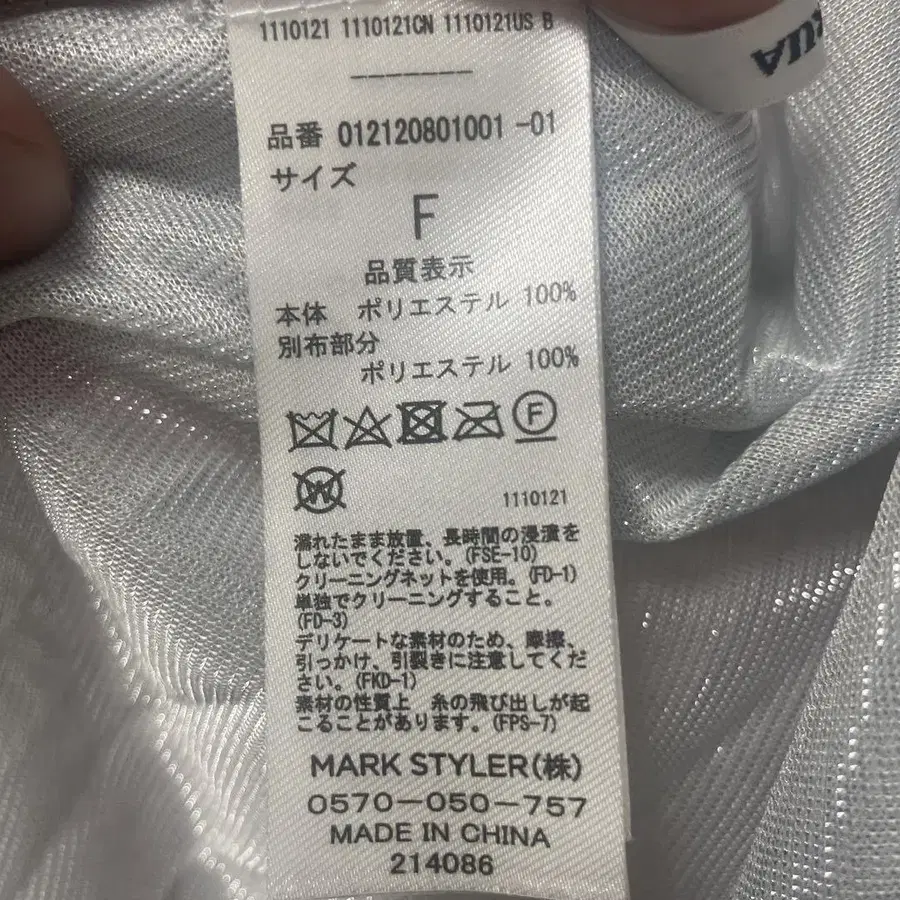 1110121 1110121CN 1110121US B
-------
品番 012120801001 -01
サイズ
F
品質表示
本体 ポリエステル 100%
別布部分
ポリエステル 100%
F
W
1110121
濡れたまま放置、長時間の浸漬を
しないでください。(FSE-10)
クリーニングネットを使用。(FD-1)
単独でクリーニングすること。
(FD-3)
デリケートな素材のため、摩擦、
引っかけ、引裂きに注意してくだ
さい。(FKD-1)
素材の性質上 糸の飛び出しが起
こることがあります。(FPS-7)
MARK STYLER(株)
0570-050-757
MADE IN CHINA
214086